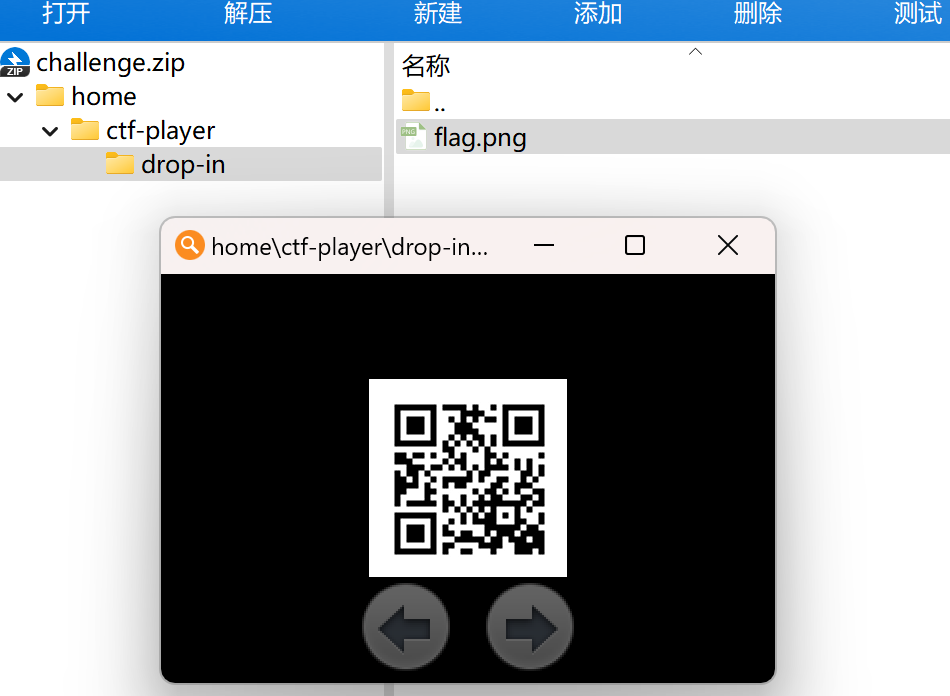 打开 解压 新建 添加 删除 测试
ZIP challenge.zip
名称
home
..
ctf-player
PNG flag.png
drop-in
home\ctf-player\drop-in...